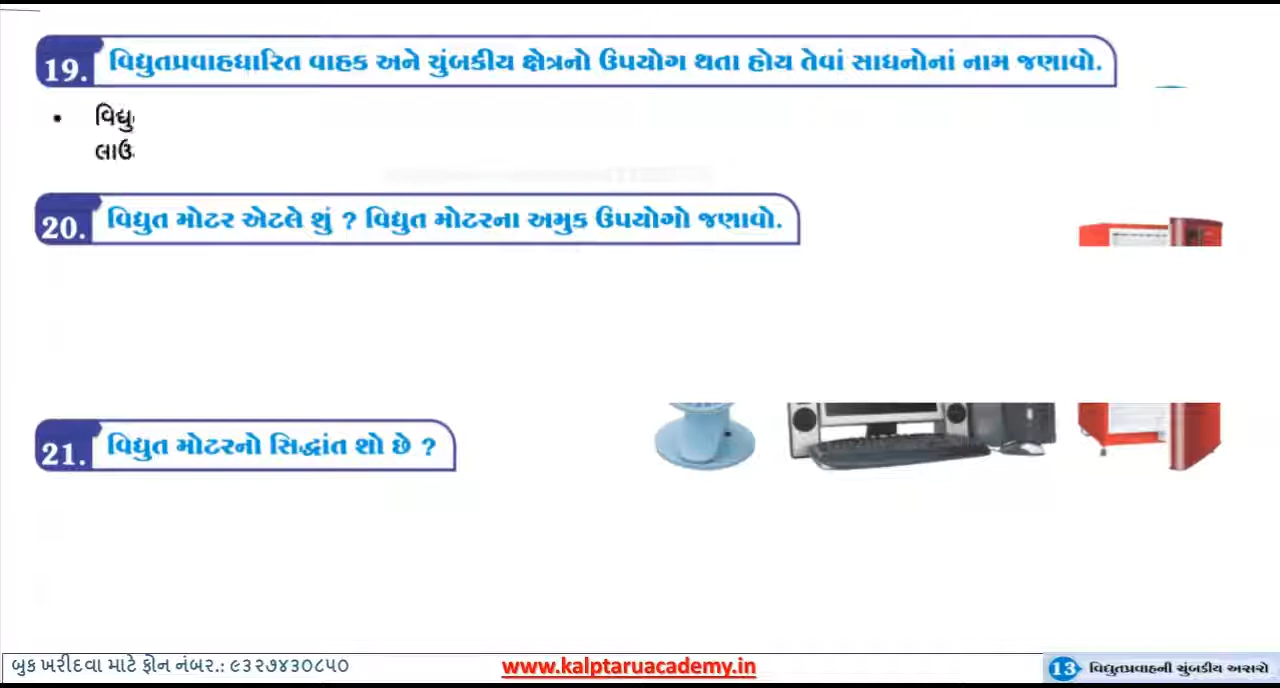 19. વિદ્યુતપ્રવાહધારિત વાહક અને ચુંબકીય ક્ષેત્રનો ઉપયોગ થતા હોય તેવાં સાધનોનાં નામ જણાવો.
20. વિદ્યુત મોટર એટલે શું ? વિદ્યુત મોટરના અમુક ઉપયોગો જણાવો.
21. વિદ્યુત મોટરનો સિદ્ધાંત શો છે ?
બુક ખરીદવા માટે ફોન નંબર.: ૯૩૨૭૪૩૦૮૫૦ www.kalptaruacademy.in 13 વિદ્યુતપ્રવાહની ચુંબકીય અસરો